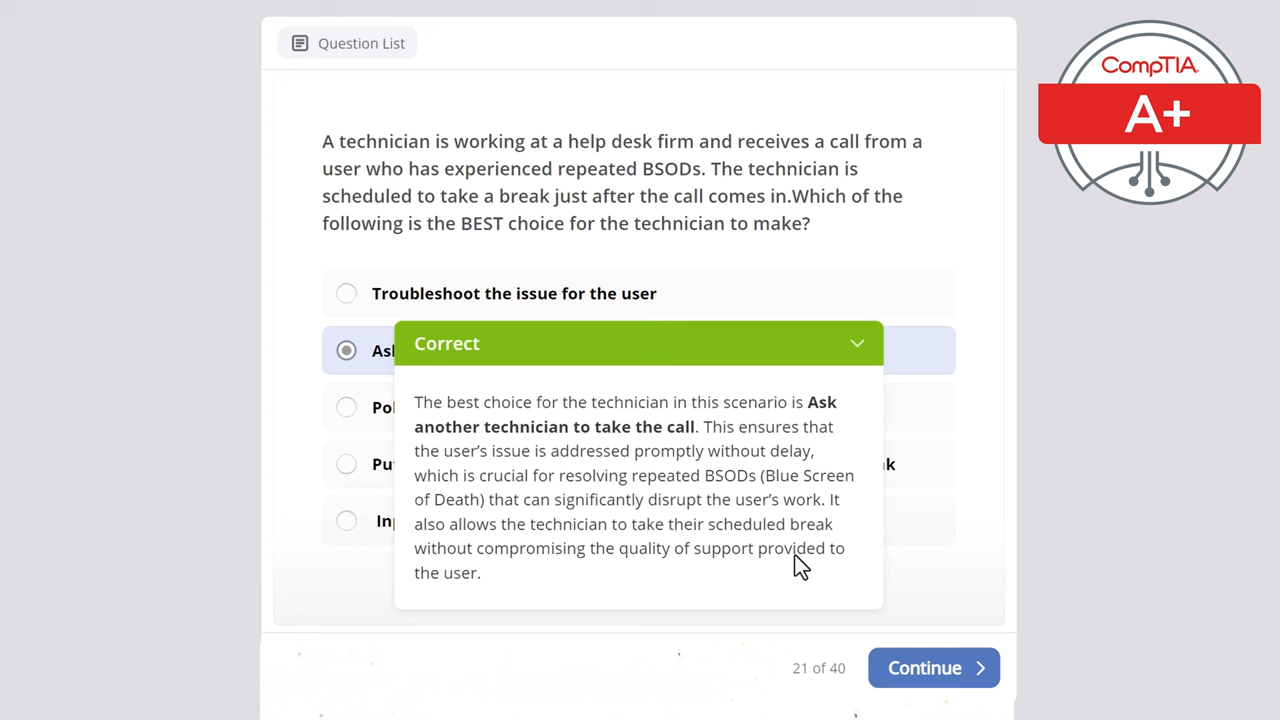 Question List
CompTIA.
A+
A technician is working at a help desk firm and receives a call from a
user who has experienced repeated BSODs. The technician is
scheduled to take a break just after the call comes in.Which of the
following is the BEST choice for the technician to make?
Troubleshoot the issue for the user
Correct
The best choice for the technician in this scenario is Ask
another technician to take the call. This ensures that
the user’s issue is addressed promptly without delay,
which is crucial for resolving repeated BSODs (Blue Screen
of Death) that can significantly disrupt the user’s work. It
also allows the technician to take their scheduled break
without compromising the quality of support provided to
the user.
21 of 40
Continue